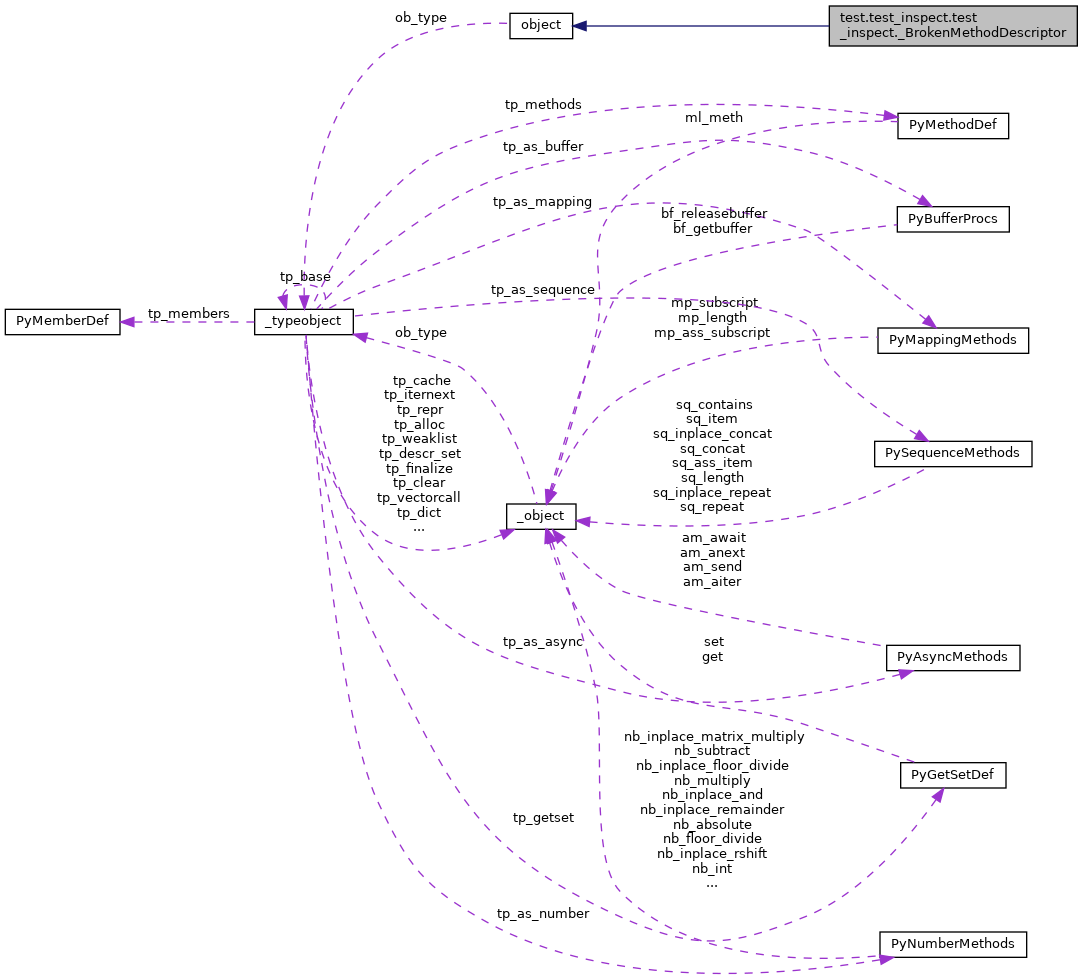 ob_type
object
test.test_inspect.test
_inspect._BrokenMethodDescriptor
tp_methods
ml_meth
PyMethodDef
tp_as_buffer
tp_as_mapping
bf_releasebuffer
bf_getbuffer
PyBufferProcs
tp_base
tp_as_sequence
PyMemberDef
tp_members
_typeobject
ob_type
mp_subscript
mp_length
mp_ass_subscript
PyMappingMethods
tp_cache
tp_iternext
tp_repr
tp_alloc
tp_weaklist
tp_descr_set
tp_finalize
tp_clear
tp_vectorcall
tp_dict
...
sq_contains
sq_item
sq_inplace_concat
sq_concat
sq_ass_item
sq_length
sq_inplace_repeat
sq_repeat
PySequenceMethods
_object
am_await
am_anext
am_send
am_aiter
tp_as_async
set
get
PyAsyncMethods
nb_inplace_matrix_multiply
nb_subtract
nb_inplace_floor_divide
nb_multiply
nb_inplace_and
nb_inplace_remainder
nb_absolute
nb_floor_divide
nb_inplace_rshift
nb_int
...
PyGetSetDef
tp_getset
tp_as_number
PyNumberMethods